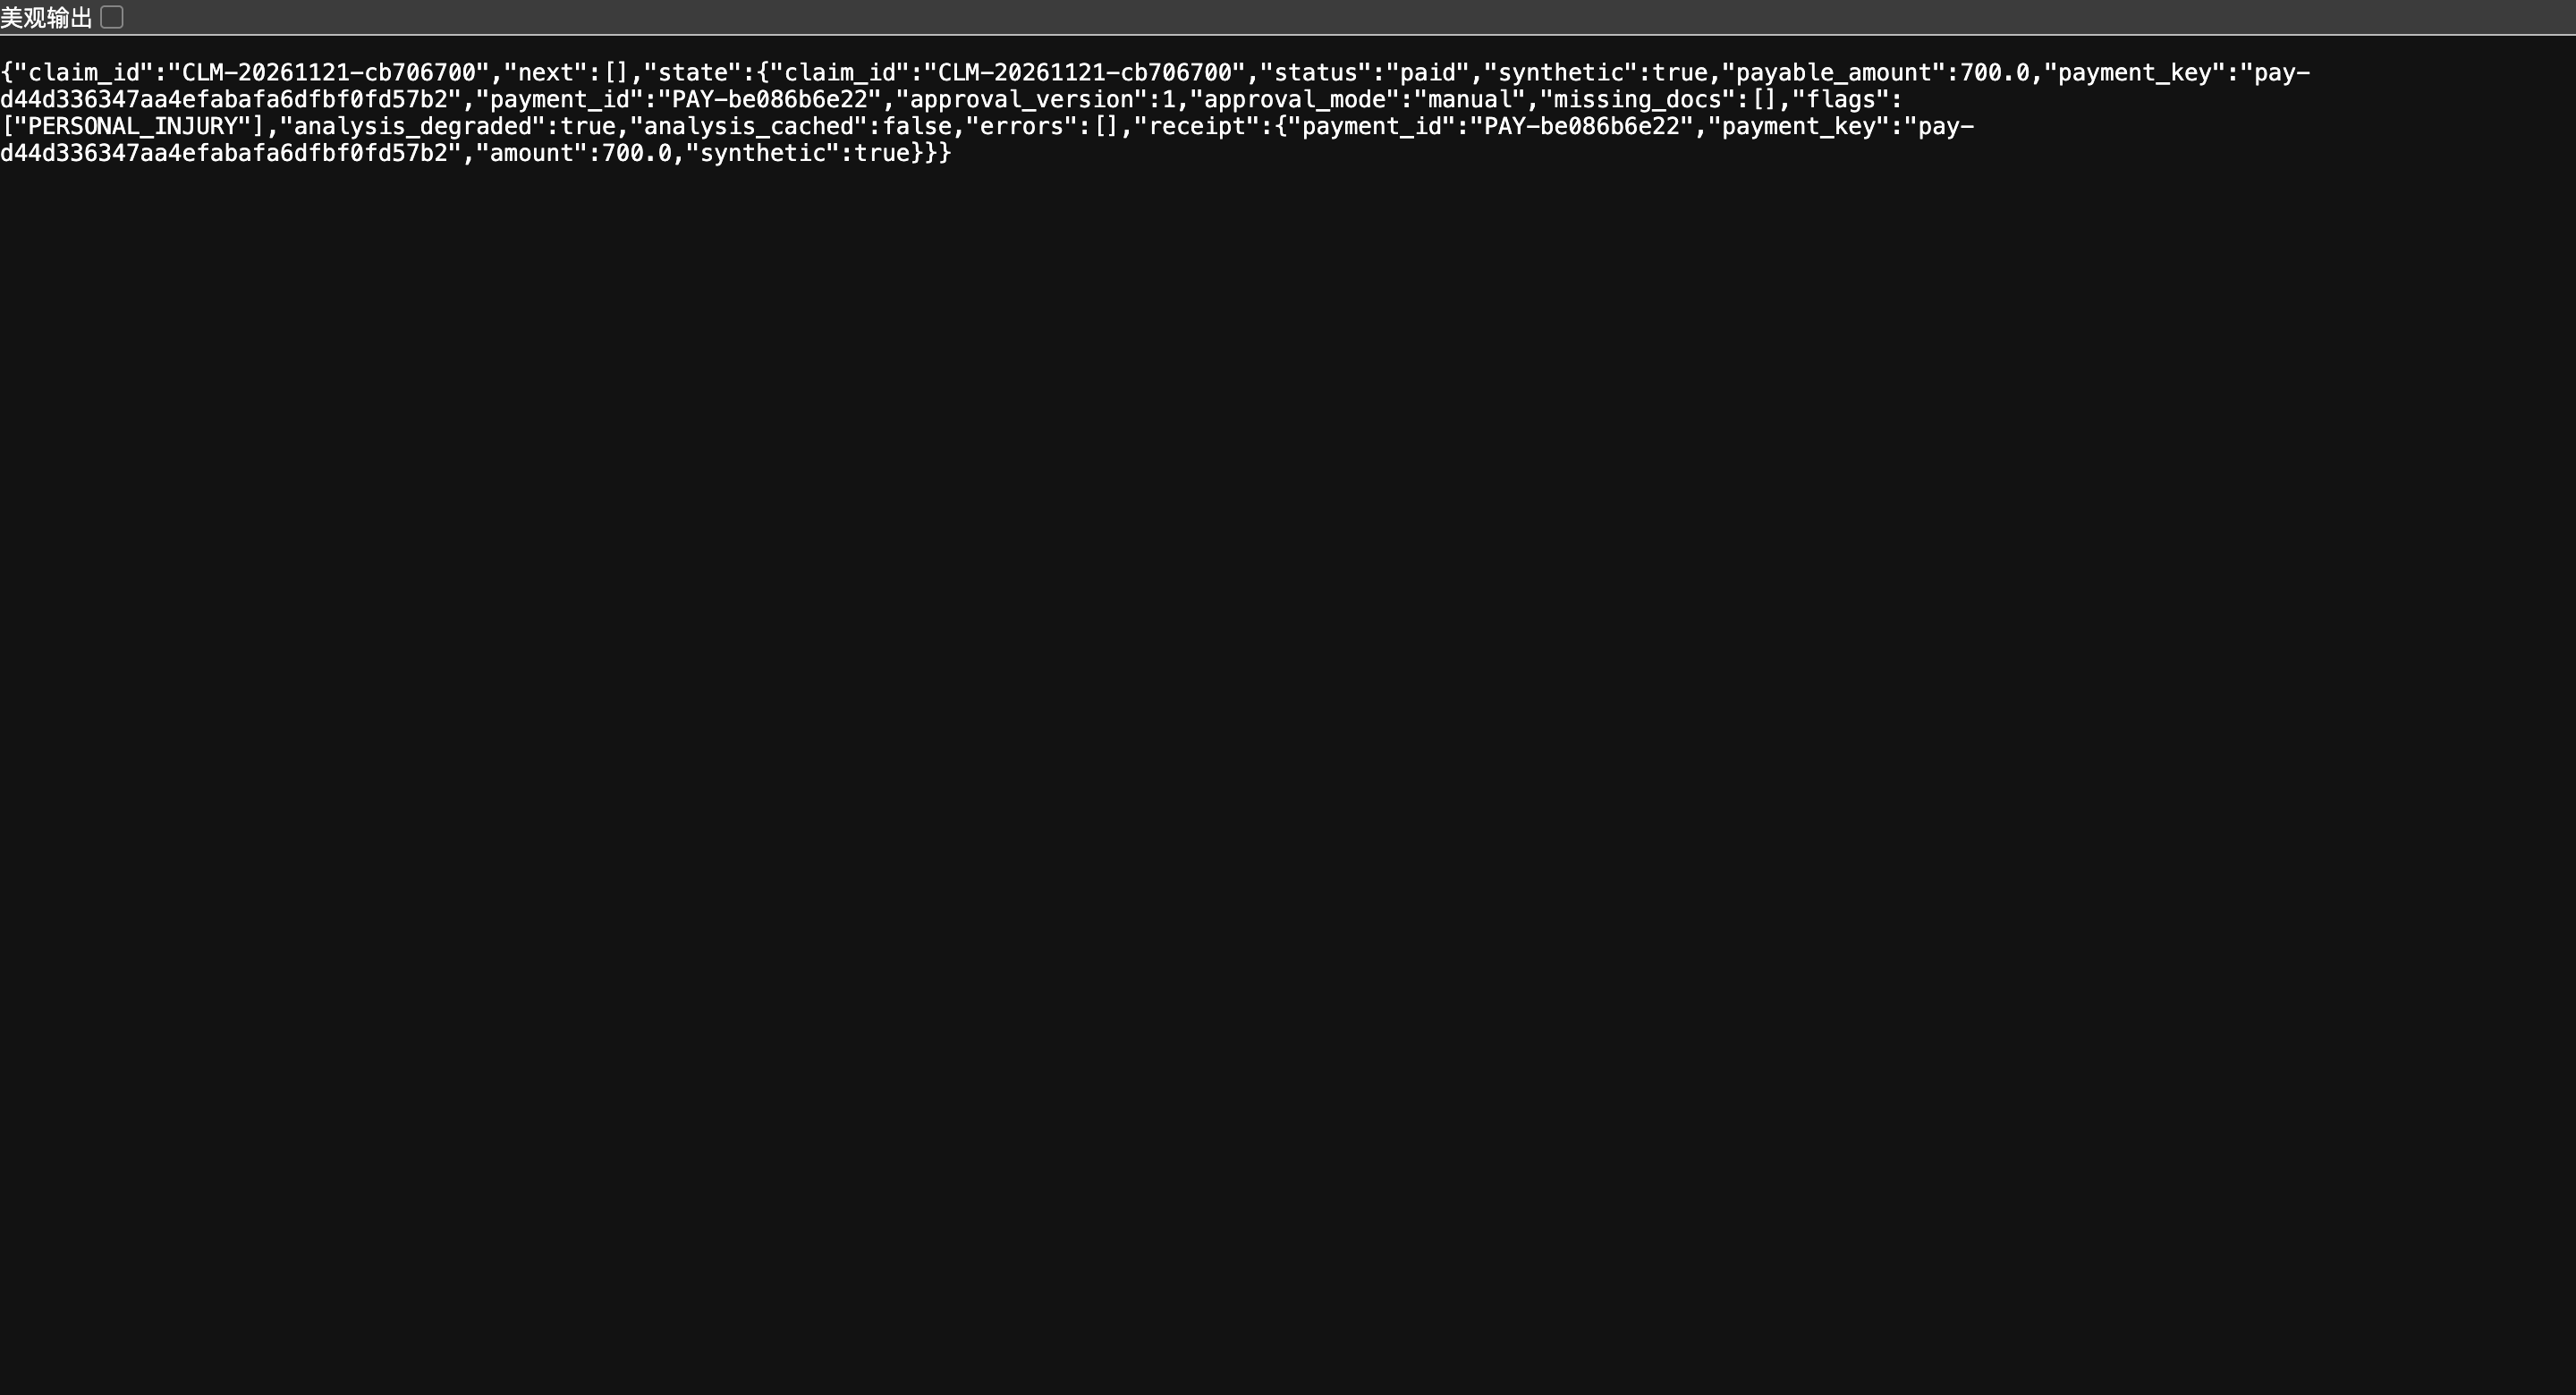 美观输出
{"claim_id":"CLM-20261121-cb706700","next":[],"state":{"claim_id":"CLM-20261121-cb706700","status":"paid","synthetic":true,"payable_amount":700.0,"payment_key":"pay-
d44d336347aa4efabafa6dfbf0fd57b2","payment_id":"PAY-be086b6e22","approval_version":1,"approval_mode":"manual","missing_docs":[],"flags":
["PERSONAL_INJURY"],"analysis_degraded":true,"analysis_cached":false,"errors":[],"receipt":{"payment_id":"PAY-be086b6e22","payment_key":"pay-
d44d336347aa4efabafa6dfbf0fd57b2","amount":700.0,"synthetic":true}}}